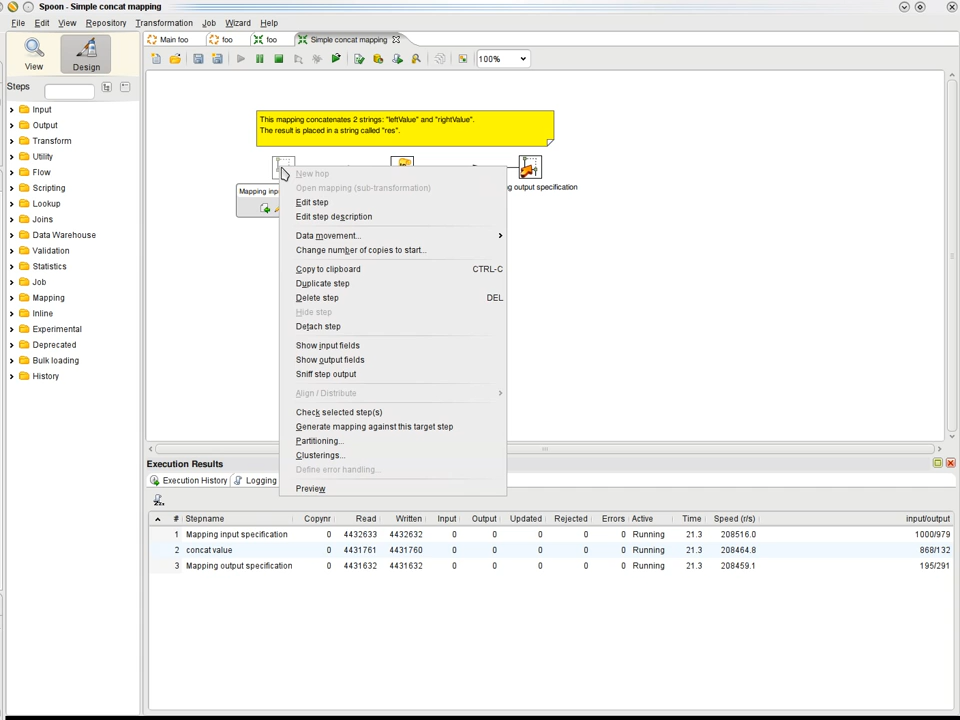 Spoon - Simple concat mapping
File Edit View Repository Transformation Job Wizard Help
View Design
Main foo foo foo Simple concat mapping
100%
Steps
Input
Output
Transform
Utility
Flow
Scripting
Lookup
Joins
Data Warehouse
Validation
Statistics
Job
Mapping
Inline
Experimental
Deprecated
Bulk loading
History
This mapping concatenates 2 strings: "leftValue" and "rightValue".
The result is placed in a string called "res".
Mapping inp
g output specification
New hop
Open mapping (sub-transformation)
Edit step
Edit step description
Data movement...
Change number of copies to start...
Copy to clipboard CTRL-C
Duplicate step
Delete step DEL
Hide step
Detach step
Show input fields
Show output fields
Sniff step output
Align / Distribute
Check selected step(s)
Generate mapping against this target step
Partitioning...
Clusterings...
Define error handling...
Preview
Execution Results
Execution History Logging
# Stepname Copynr Read Written Input Output Updated Rejected Errors Active Time Speed (r/s) input/output
1 Mapping input specification 0 4432633 4432632 0 0 0 0 0 Running 21.3 208516.0 1000/979
2 concat value 0 4431761 4431760 0 0 0 0 0 Running 21.3 208464.8 868/132
3 Mapping output specification 0 4431632 4431632 0 0 0 0 0 Running 21.3 208459.1 195/291